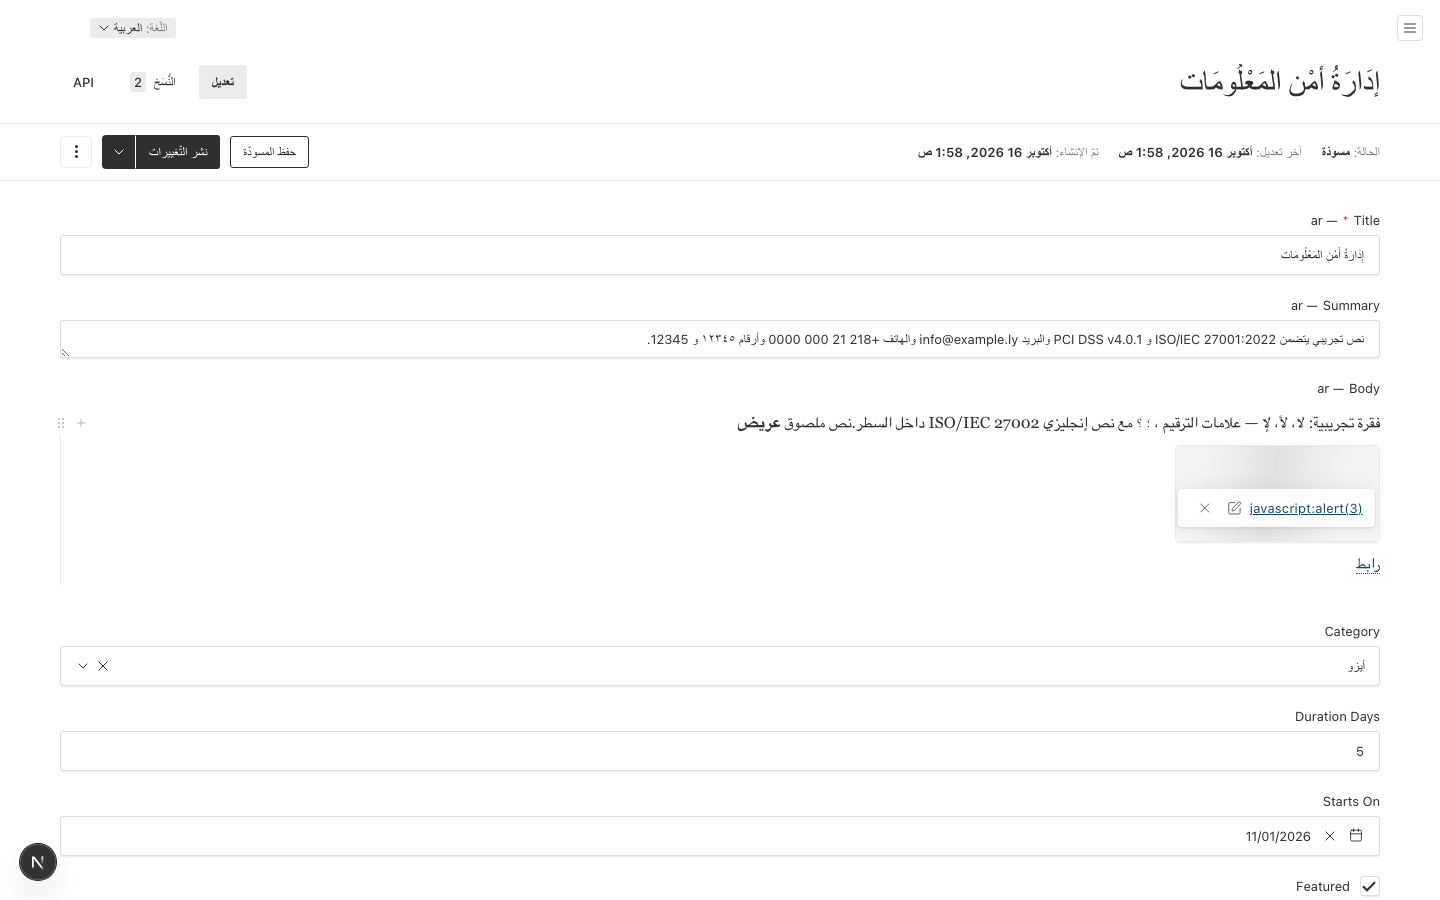 اللغة: العربية
إدَارَةُ أمْن المَعْلُومَات
تعديل
النُّسَخ 2
API
الحالة: مسودّة
آخر تعديل: أكتوبر 16 2026, 1:58 ص
تمّ الإنشاء: أكتوبر 16 2026, 1:58 ص
حفظ المسودّة
نشر التّغييرات
Title * — ar
إدَارَةُ أمْنِ المَعْلُومَات
Summary — ar
نص تجريبي يتضمن ISO/IEC 27001:2022 و PCI DSS v4.0.1 والبريد info@example.ly والهاتف +218 21 000 0000 وأرقام ١٢٣٤٥ و 12345.
Body — ar
فقرة تجريبية: لا، لأ، لإ — علامات الترقيم ، ؛ ؟ مع نص إنجليزي ISO/IEC 27002 داخل السطر.نص ملصوق عريض
javascript:alert(3)
رابط
Category
أيزو
Duration Days
5
Starts On
11/01/2026
Featured
N